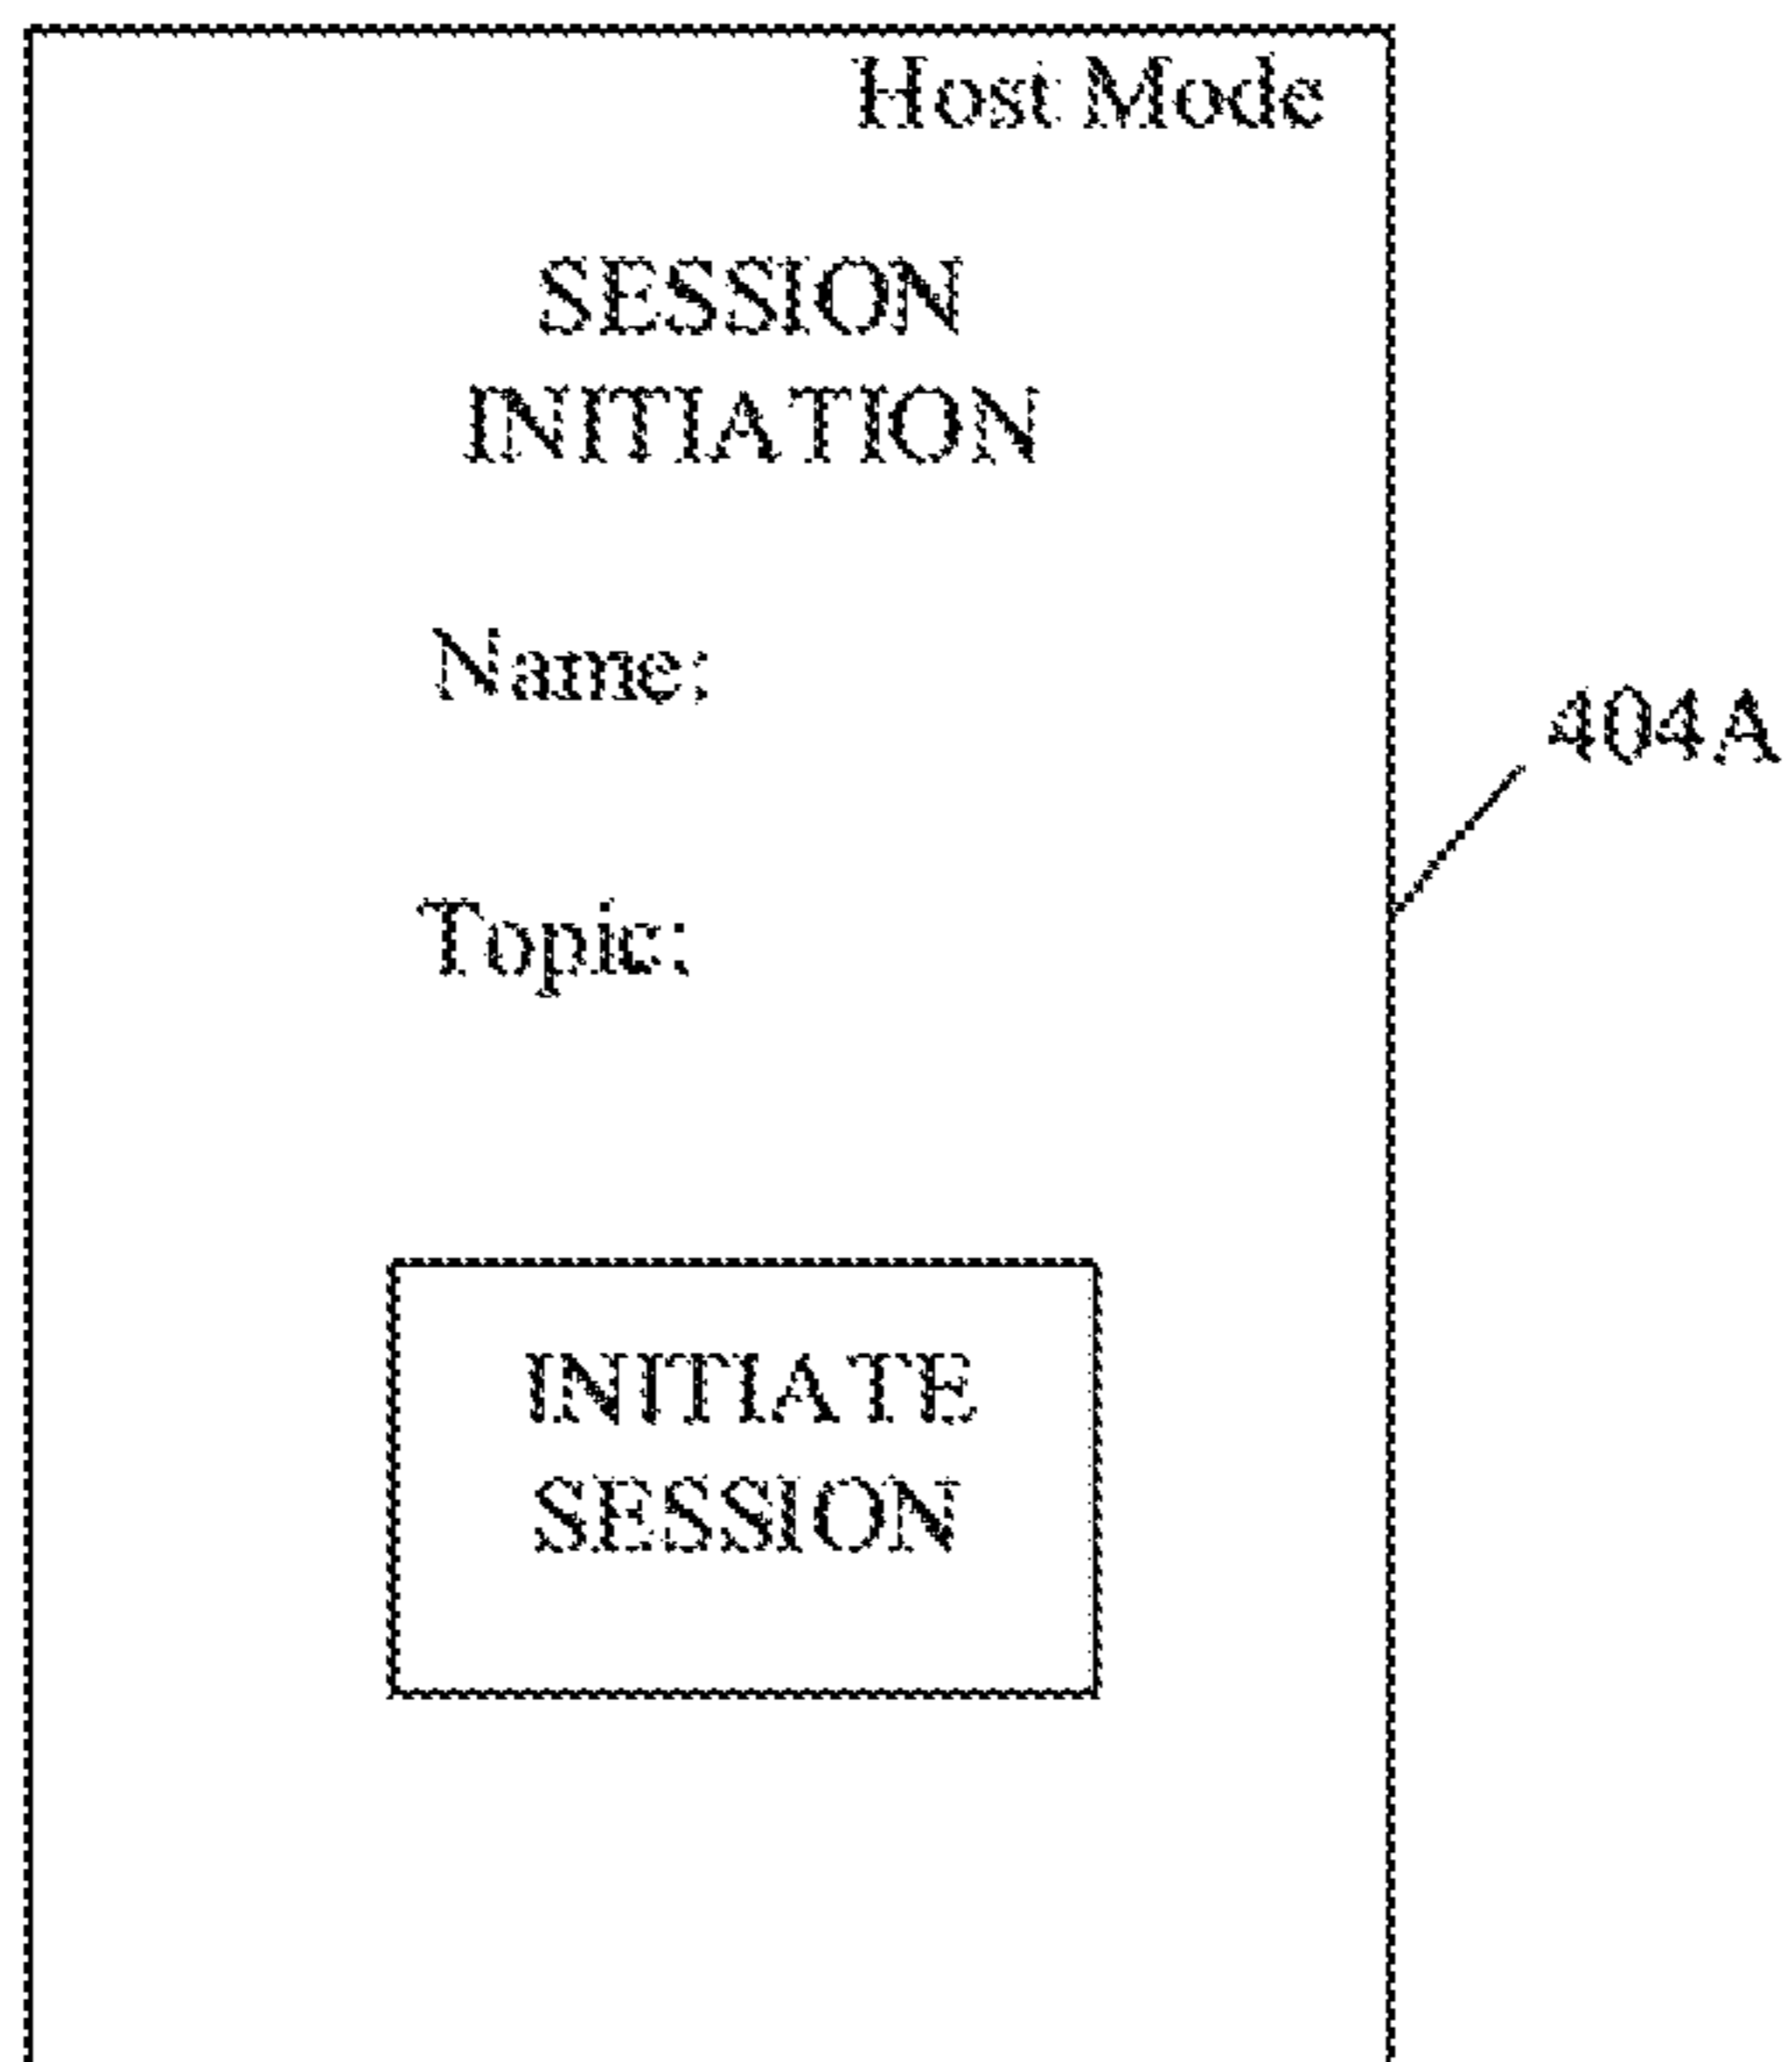 Host Mode
SESSION
INITIATION
Name:
404A
Topic:
INITIATE
SESSION